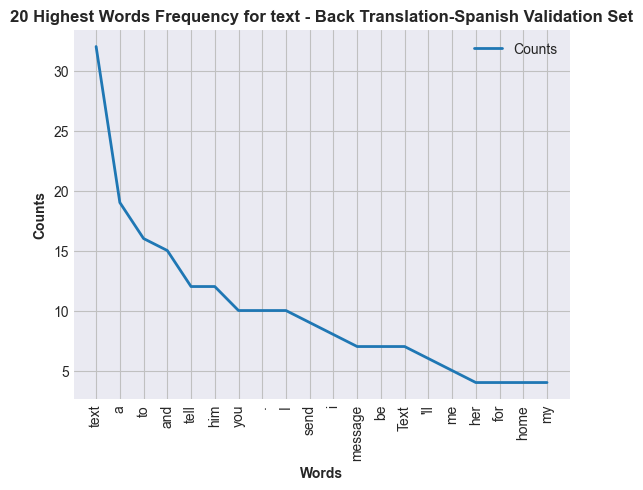 20 Highest Words Frequency for text - Back Translation-Spanish Validation Set
Counts
30
25
20
15
10
5
Counts
text
a
to
and
tell
him
you
.
I
send
i
message
be
Text
'll
me
her
for
home
my
Words